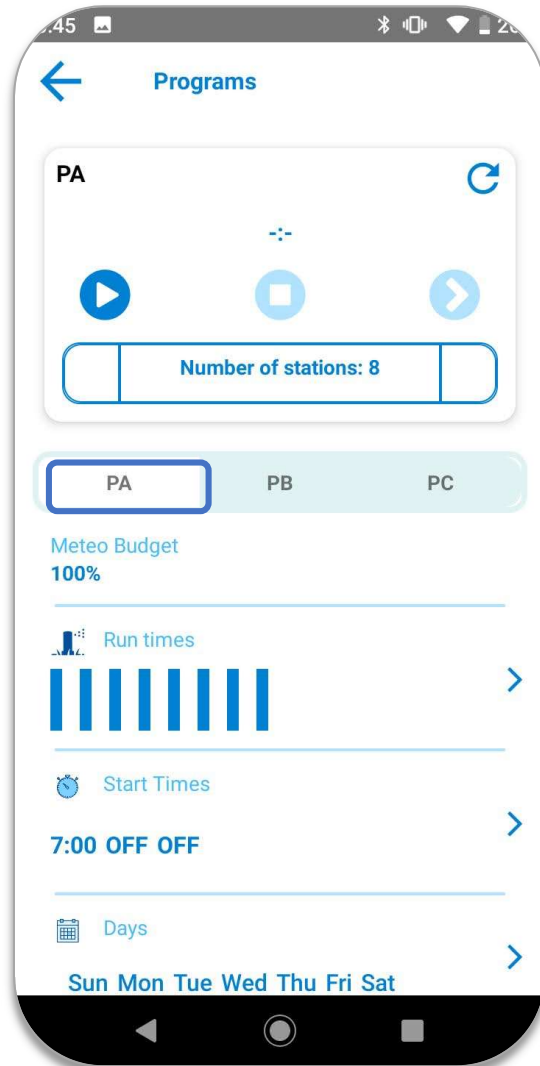 Programs
PA
-:-
Number of stations: 8
PA PB PC
Meteo Budget
100%
Run times
Start Times
7:00 OFF OFF
Days
Sun Mon Tue Wed Thu Fri Sat